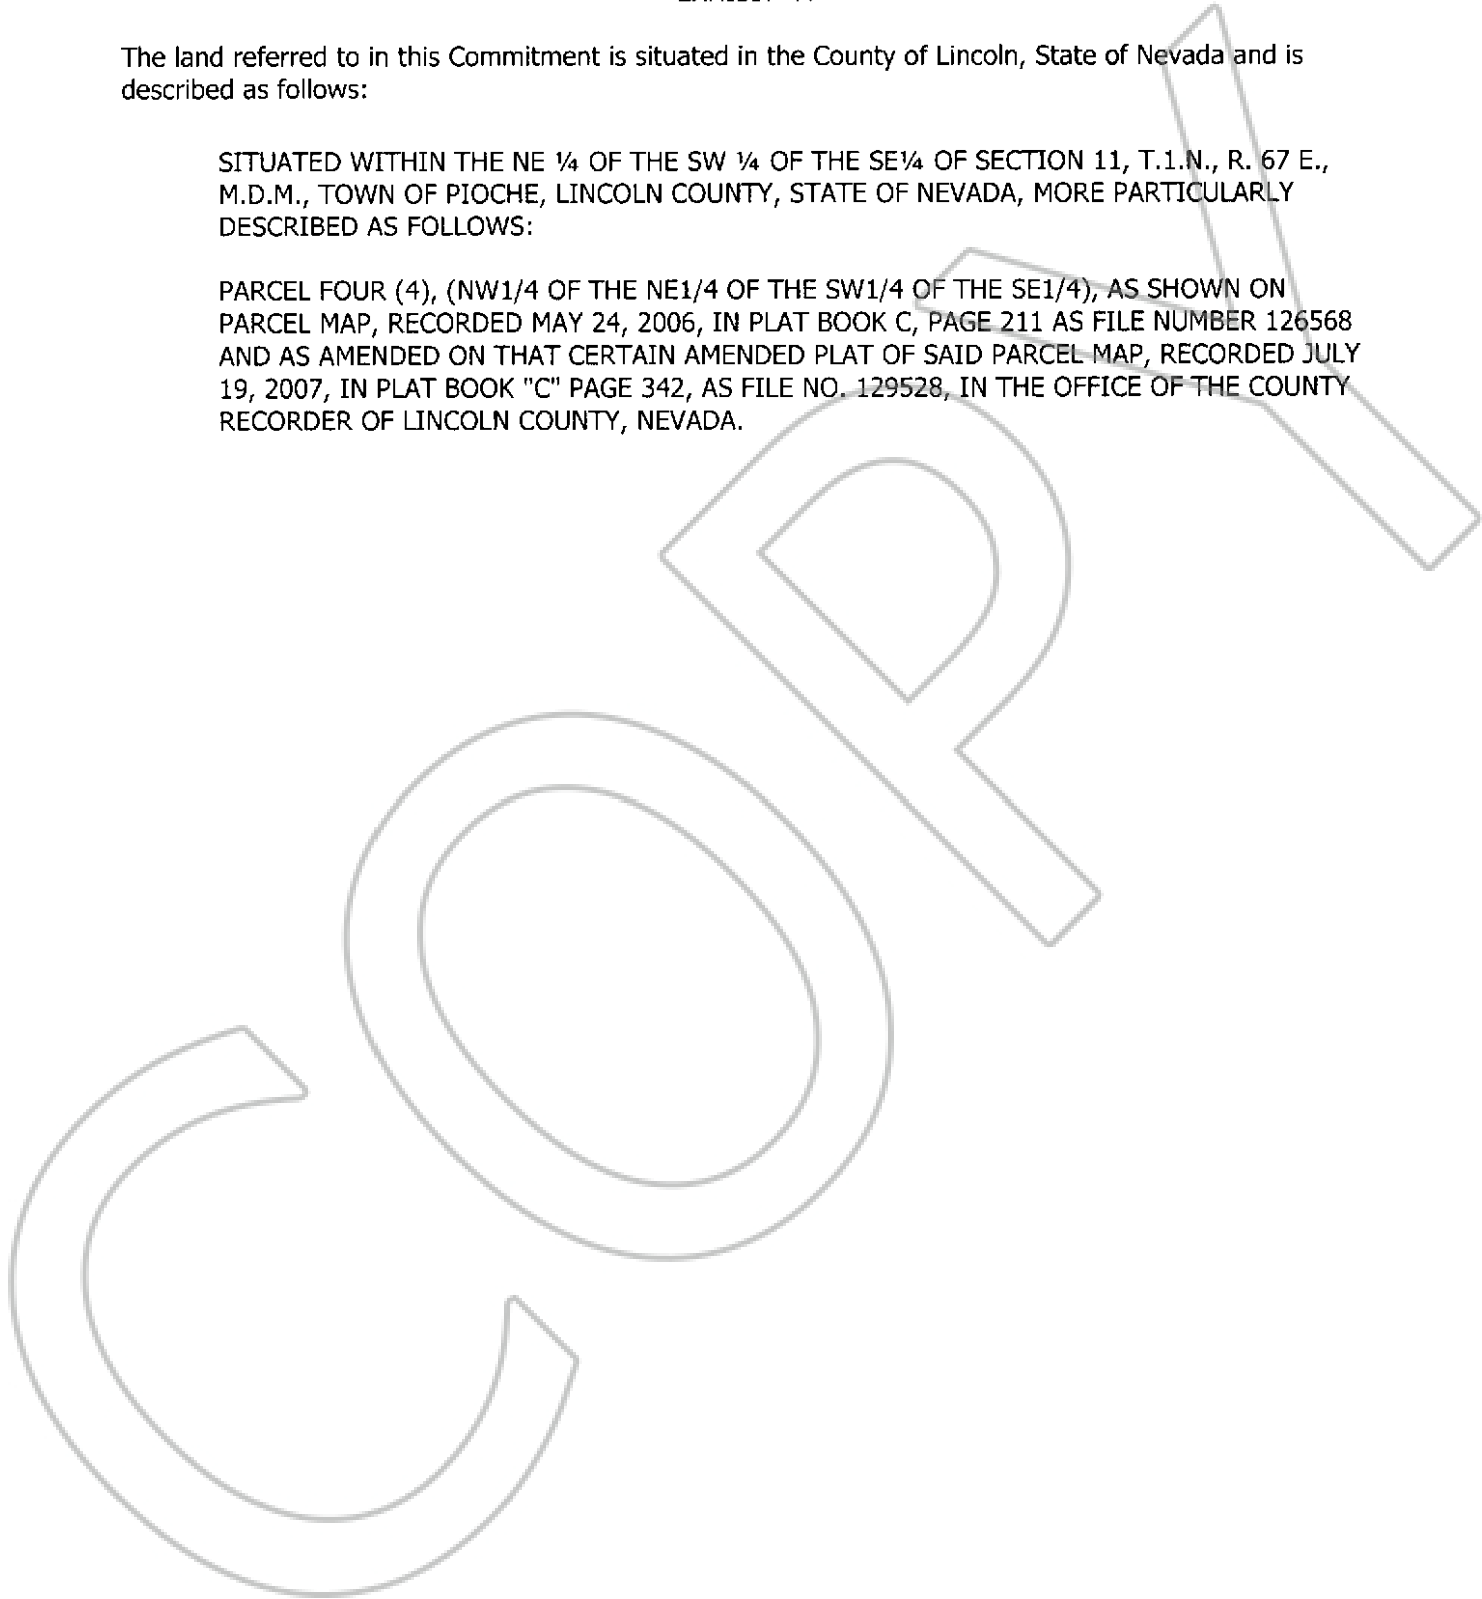 The land referred to in this Commitment is situated in the County of Lincoln, State of Nevada and is
described as follows:
SITUATED WITHIN THE NE ¼ OF THE SW ¼ OF THE SE¼ OF SECTION 11, T.1.N., R. 67 E.,
M.D.M., TOWN OF PIOCHE, LINCOLN COUNTY, STATE OF NEVADA, MORE PARTICULARLY
DESCRIBED AS FOLLOWS:
PARCEL FOUR (4), (NW1/4 OF THE NE1/4 OF THE SW1/4 OF THE SE1/4), AS SHOWN ON
PARCEL MAP, RECORDED MAY 24, 2006, IN PLAT BOOK C, PAGE 211 AS FILE NUMBER 126568
AND AS AMENDED ON THAT CERTAIN AMENDED PLAT OF SAID PARCEL MAP, RECORDED JULY
19, 2007, IN PLAT BOOK "C" PAGE 342, AS FILE NO. 129528, IN THE OFFICE OF THE COUNTY
RECORDER OF LINCOLN COUNTY, NEVADA.
COPY